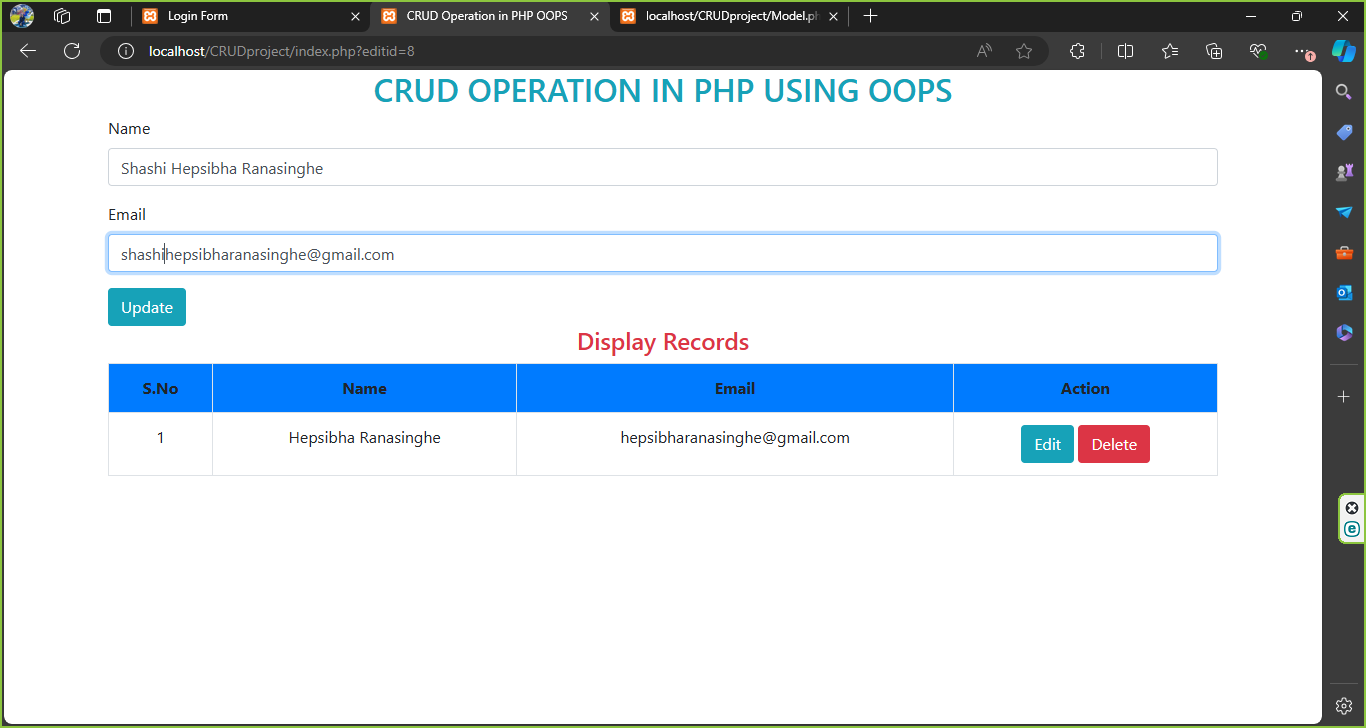 Login Form
CRUD Operation in PHP OOPS
localhost/CRUDproject/Model.ph
localhost/CRUDproject/index.php?editid=8
CRUD OPERATION IN PHP USING OOPS
Name
Shashi Hepsibha Ranasinghe
Email
shashihepsibharanasinghe@gmail.com
Update
Display Records
S.No Name Email Action
1 Hepsibha Ranasinghe hepsibharanasinghe@gmail.com Edit Delete